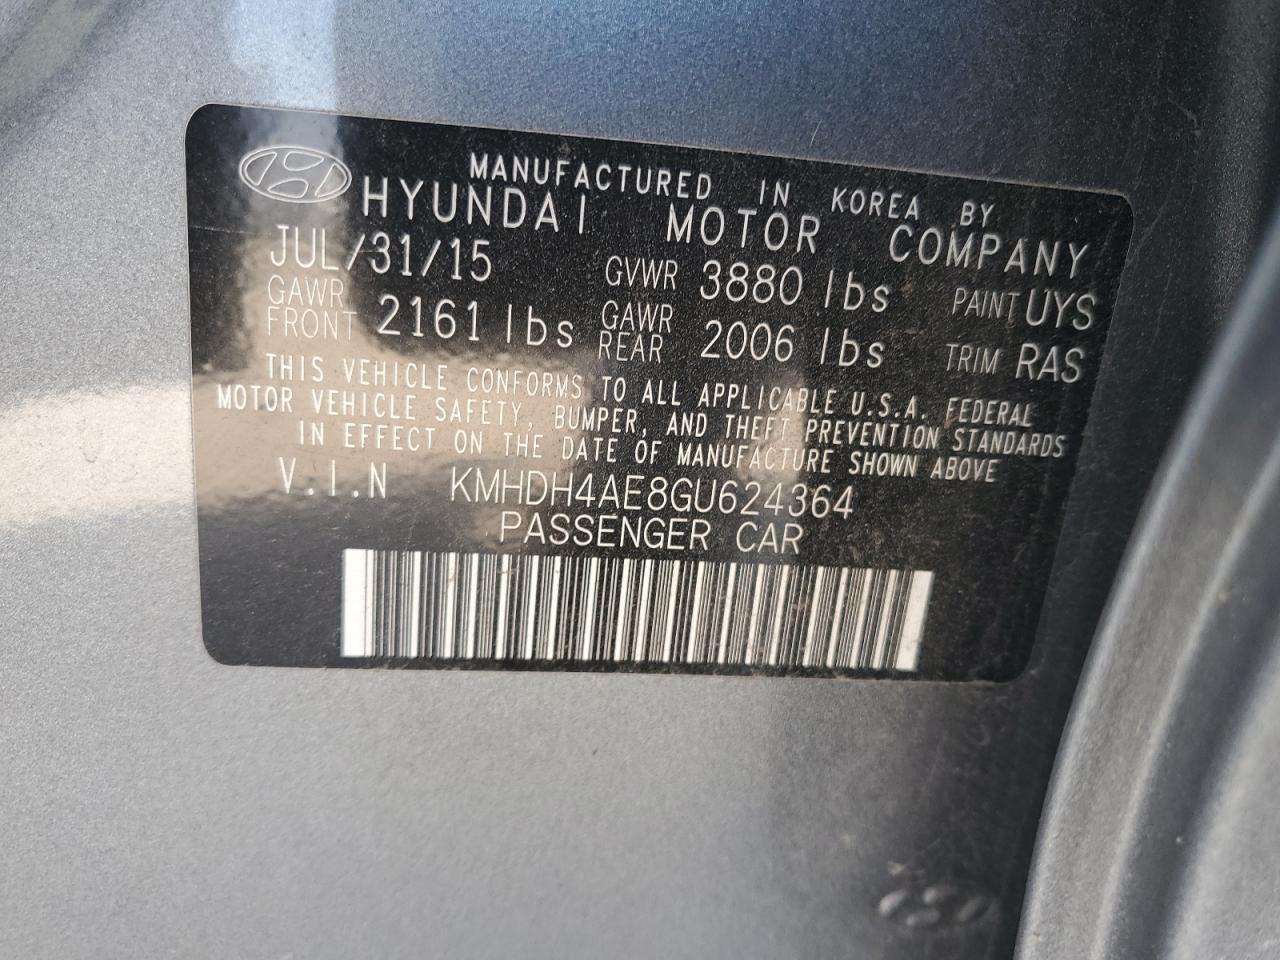 MANUFACTURED IN KOREA BY
HYUNDAI MOTOR COMPANY
JUL/31/15 GVWR 3880 lbs PAINT UYS
GAWR FRONT 2161 lbs GAWR REAR 2006 lbs TRIM RAS
THIS VEHICLE CONFORMS TO ALL APPLICABLE U.S.A. FEDERAL
MOTOR VEHICLE SAFETY, BUMPER, AND THEFT PREVENTION STANDARDS
IN EFFECT ON THE DATE OF MANUFACTURE SHOWN ABOVE
V.I.N KMHDH4AE8GU624364
PASSENGER CAR